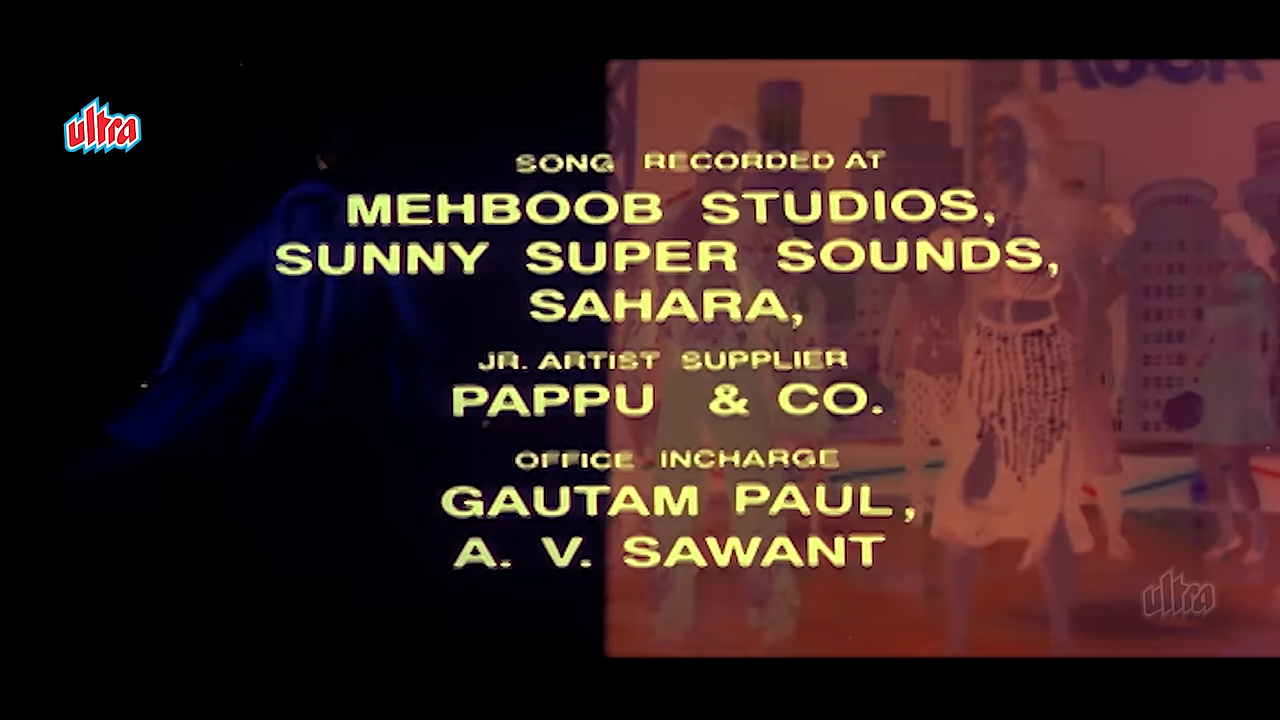 ROCK
ultra
SONG RECORDED AT
MEHBOOB STUDIOS,
SUNNY SUPER SOUNDS,
SAHARA,
JR. ARTIST SUPPLIER
PAPPU & CO.
OFFICE INCHARGE
GAUTAM PAUL,
A. V. SAWANT
ultra